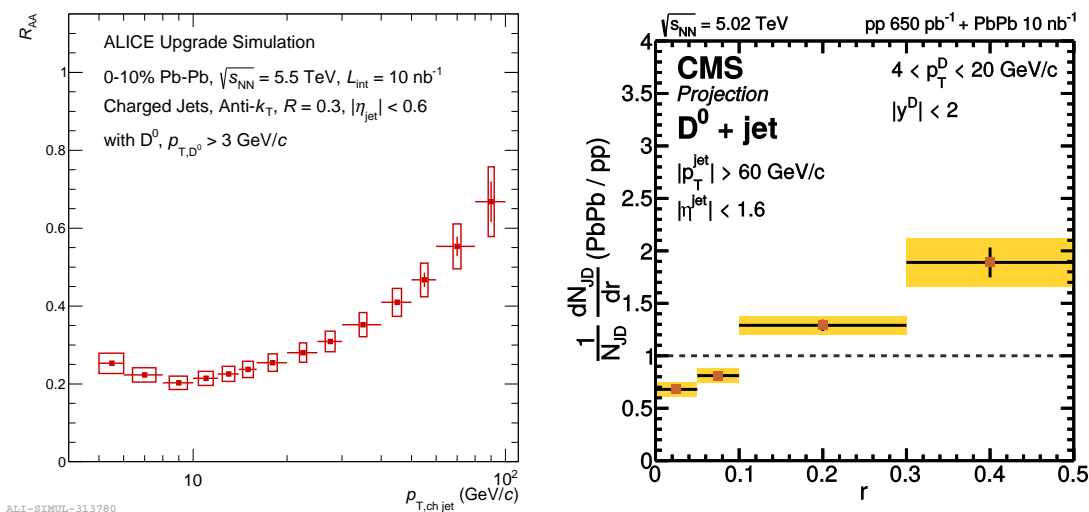 R_AA
ALICE Upgrade Simulation
0-10% Pb-Pb, √s_NN = 5.5 TeV, L_int = 10 nb⁻¹
Charged Jets, Anti-k_T, R = 0.3, |η_jet| < 0.6
with D⁰, p_T,D⁰ > 3 GeV/c
1
0.8
0.6
0.4
0.2
0
10
10²
p_T,ch jet (GeV/c)
ALI-SIMUL-313780
√s_NN = 5.02 TeV
pp 650 pb⁻¹ + PbPb 10 nb⁻¹
CMS
Projection
D⁰ + jet
|p_T^jet| > 60 GeV/c
|η^jet| < 1.6
4 < p_T^D < 20 GeV/c
|y^D| < 2
1/N_JD dN_JD/dr (PbPb / pp)
4
3.5
3
2.5
2
1.5
1
0.5
0
0 0.1 0.2 0.3 0.4 0.5
r